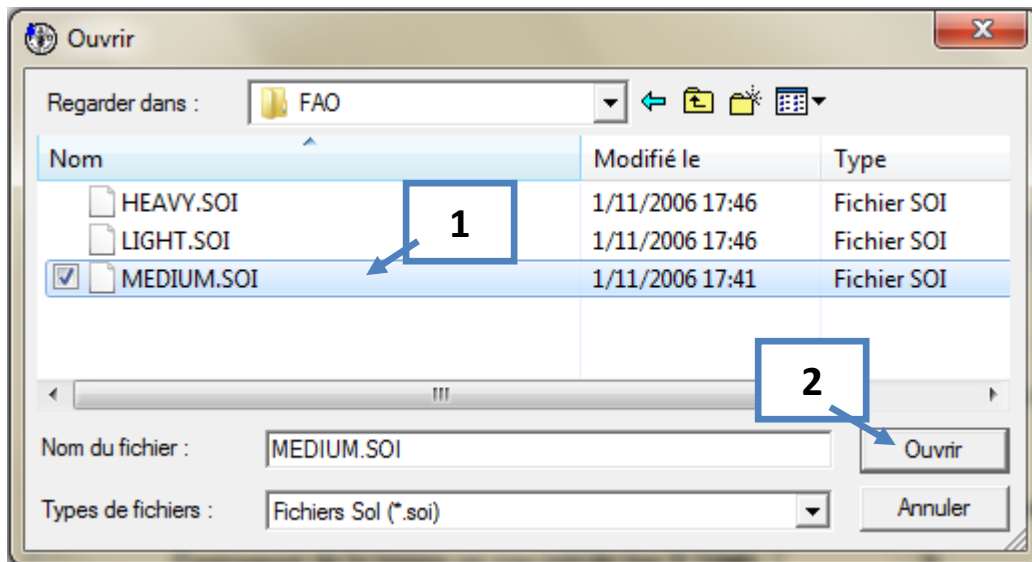 Ouvrir
Regarder dans : FAO
Nom Modifié le Type
HEAVY.SOI 1/11/2006 17:46 Fichier SOI
1
LIGHT.SOI 1/11/2006 17:46 Fichier SOI
MEDIUM.SOI 1/11/2006 17:41 Fichier SOI
2
Nom du fichier : MEDIUM.SOI Ouvrir
Types de fichiers : Fichiers Sol (*.soi) Annuler